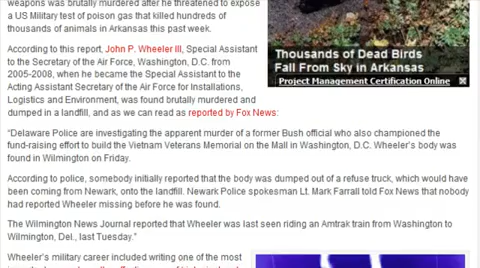 weapons was brutally murdered after he threatened to expose
a US Military test of poison gas that killed hundreds of
thousands of animals in Arkansas this past week.
Thousands of Dead Birds
Fall From Sky in Arkansas
Project Management Certification Online
According to this report, John P. Wheeler III, Special Assistant
to the Secretary of the Air Force, Washington, D.C. from
2005-2008, when he became the Special Assistant to the
Acting Assistant Secretary of the Air Force for Installations,
Logistics and Environment, was found brutally murdered and
dumped in a landfill, and as we can read as reported by Fox News:
“Delaware Police are investigating the apparent murder of a former Bush official who also championed the
fund-raising effort to build the Vietnam Veterans Memorial on the Mall in Washington, D.C. Wheeler's body was
found in Wilmington on Friday.
According to police, somebody initially reported that the body was dumped out of a refuse truck, which would have
been coming from Newark, onto the landfill. Newark Police spokesman Lt. Mark Farrall told Fox News that nobody
had reported Wheeler missing before he was found.
The Wilmington News Journal reported that Wheeler was last seen riding an Amtrak train from Washington to
Wilmington, Del., last Tuesday.”
Wheeler's military career included writing one of the most